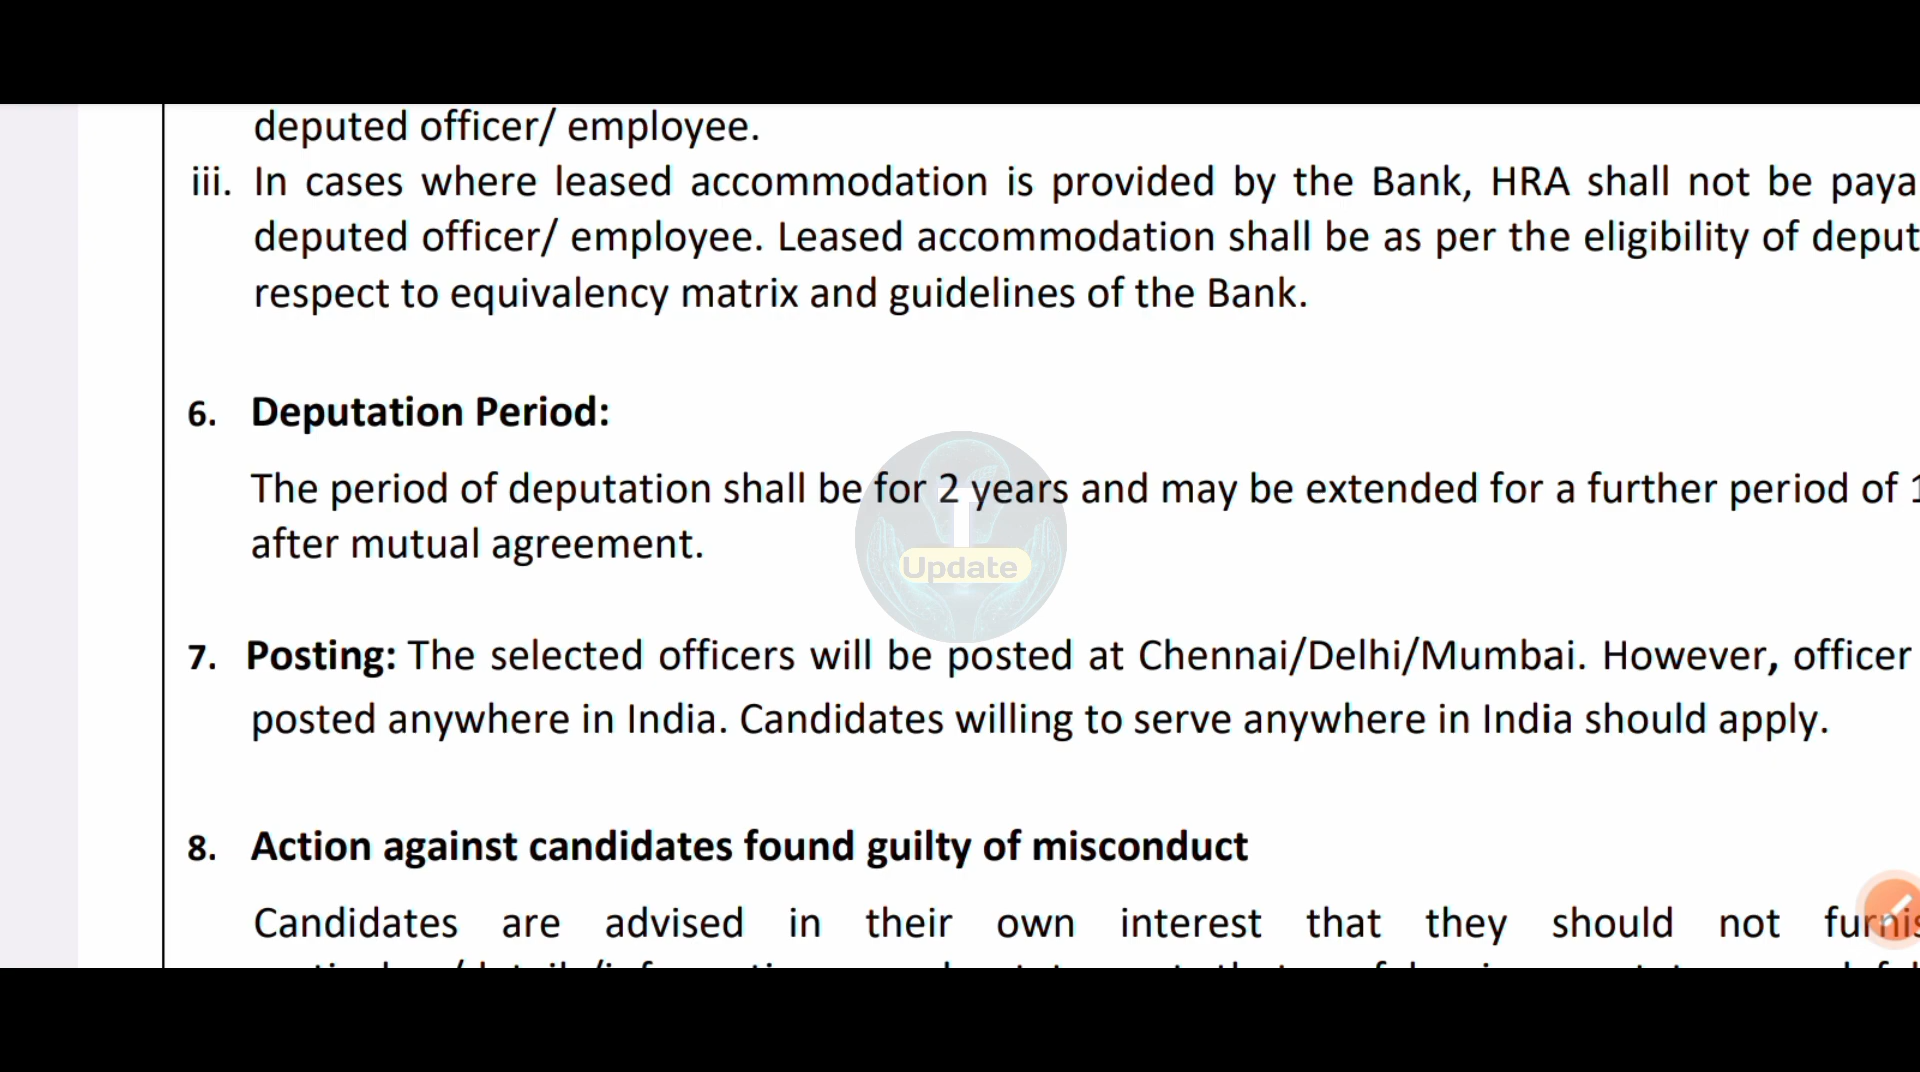 deputed officer/ employee.
iii. In cases where leased accommodation is provided by the Bank, HRA shall not be
deputed officer/ employee. Leased accommodation shall be as per the eligibility of
respect to equivalency matrix and guidelines of the Bank.
6. Deputation Period:
The period of deputation shall be for 2 years and may be extended for a further period of 1
after mutual agreement.
Update
7. Posting: The selected officers will be posted at Chennai/Delhi/Mumbai. However, officer
posted anywhere in India. Candidates willing to serve anywhere in India should apply.
8. Action against candidates found guilty of misconduct
Candidates are advised in their own interest that they should not